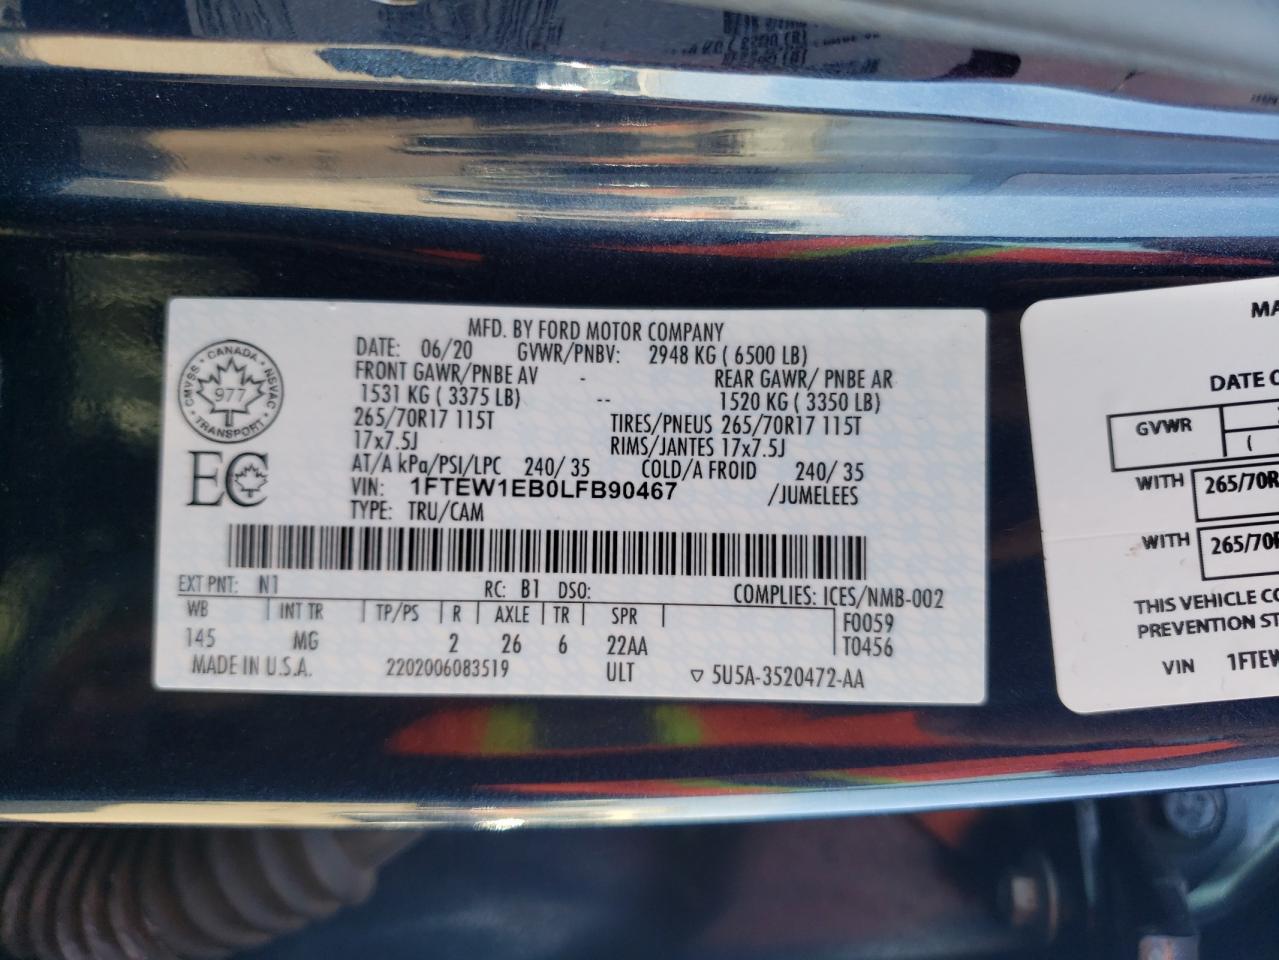 MFD. BY FORD MOTOR COMPANY
DATE: 06/20 GVWR/PNBV: 2948 KG ( 6500 LB)
FRONT GAWR/PNBE AV - REAR GAWR/ PNBE AR
1531 KG ( 3375 LB) -- 1520 KG ( 3350 LB)
265/70R17 115T TIRES/PNEUS 265/70R17 115T
17x7.5J RIMS/JANTES 17x7.5J
AT/A kPa/PSI/LPC 240/ 35 COLD/A FROID 240/ 35
VIN: 1FTEW1EB0LFB90467 /JUMELEES
TYPE: TRU/CAM
CMVSS • CANADA • NSVAC
977
TRANSPORT
EC
EXT PNT: N1 RC: B1 DSO: COMPLIES: ICES/NMB-002
WB INT TR TP/PS R AXLE TR SPR F0059
145 MG 2 26 6 22AA T0456
MADE IN U.S.A. 2202006083519 ULT ▽ 5U5A-3520472-AA
MA
DATE O
GVWR
(
WITH 265/70R
WITH 265/70R
THIS VEHICLE CO
PREVENTION ST
VIN 1FTEW